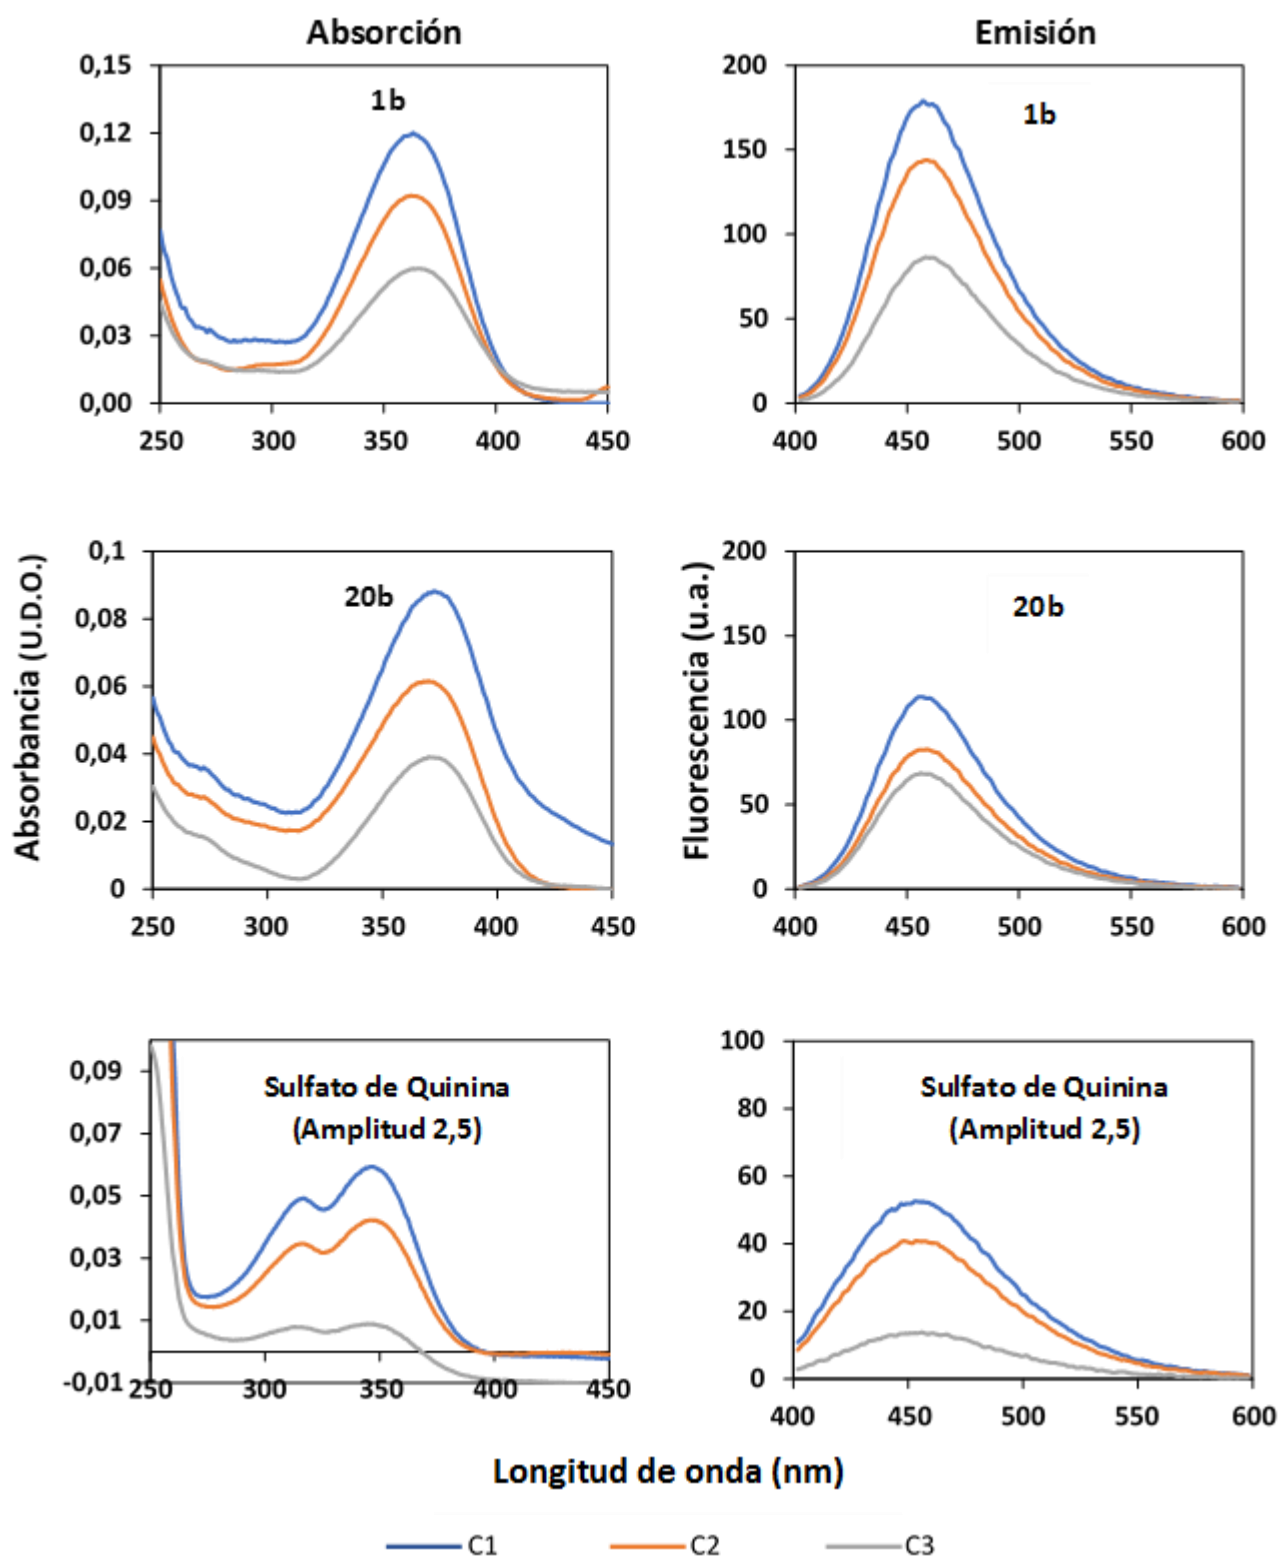 Absorción
Emisión
0,15
0,12
0,09
0,06
0,03
0,00
1b
250 300 350 400 450
200
150
100
50
0
1b
400 450 500 550 600
Absorbancia (U.D.O.)
0,1
0,08
0,06
0,04
0,02
0
20b
250 300 350 400 450
Fluorescencia (u.a.)
200
150
100
50
0
20b
400 450 500 550 600
0,09
0,07
0,05
0,03
0,01
-0,01
Sulfato de Quinina
(Amplitud 2,5)
250 300 350 400 450
100
80
60
40
20
0
Sulfato de Quinina
(Amplitud 2,5)
400 450 500 550 600
Longitud de onda (nm)
C1 C2 C3